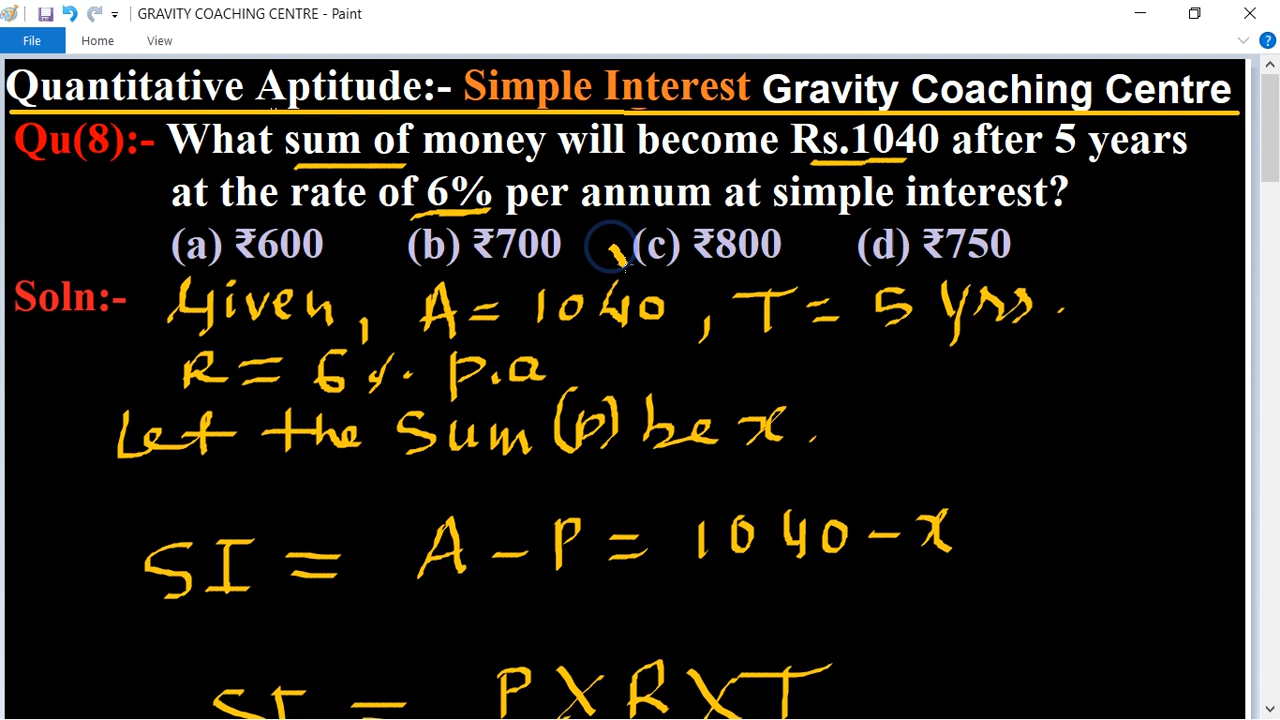 GRAVITY COACHING CENTRE - Paint
File Home View
Quantitative Aptitude:- Simple Interest Gravity Coaching Centre
Qu(8):- What sum of money will become Rs.1040 after 5 years
at the rate of 6% per annum at simple interest?
(a) ₹600 (b) ₹700 (c) ₹800 (d) ₹750
Soln:- Given, A = 1040, T = 5 yrs.
R = 6%. p.a
Let the Sum (p) be x.
SI = A - P = 1040 - x
SI = P X R X T